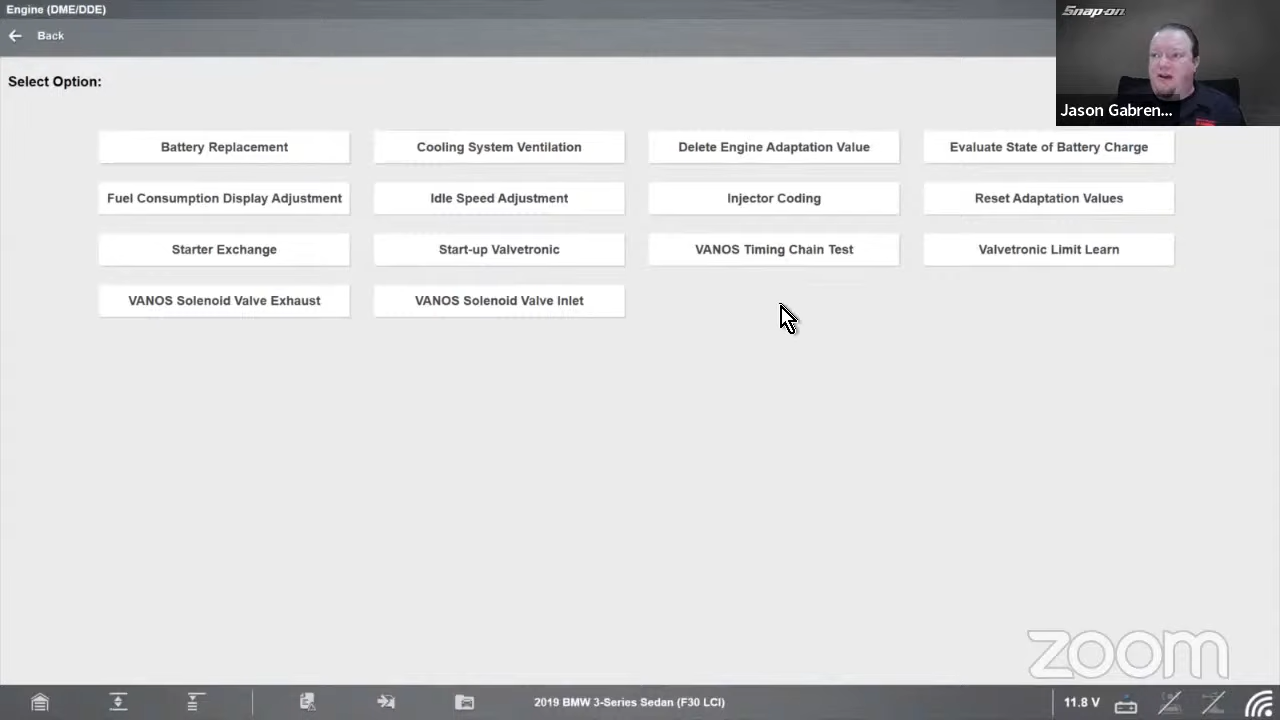 Engine (DME/DDE)
Back
Snap-on
Jason Gabren...
Select Option:
Battery Replacement
Cooling System Ventilation
Delete Engine Adaptation Value
Evaluate State of Battery Charge
Fuel Consumption Display Adjustment
Idle Speed Adjustment
Injector Coding
Reset Adaptation Values
Starter Exchange
Start-up Valvetronic
VANOS Timing Chain Test
Valvetronic Limit Learn
VANOS Solenoid Valve Exhaust
VANOS Solenoid Valve Inlet
zoom
2019 BMW 3-Series Sedan (F30 LCI)
11.8 V